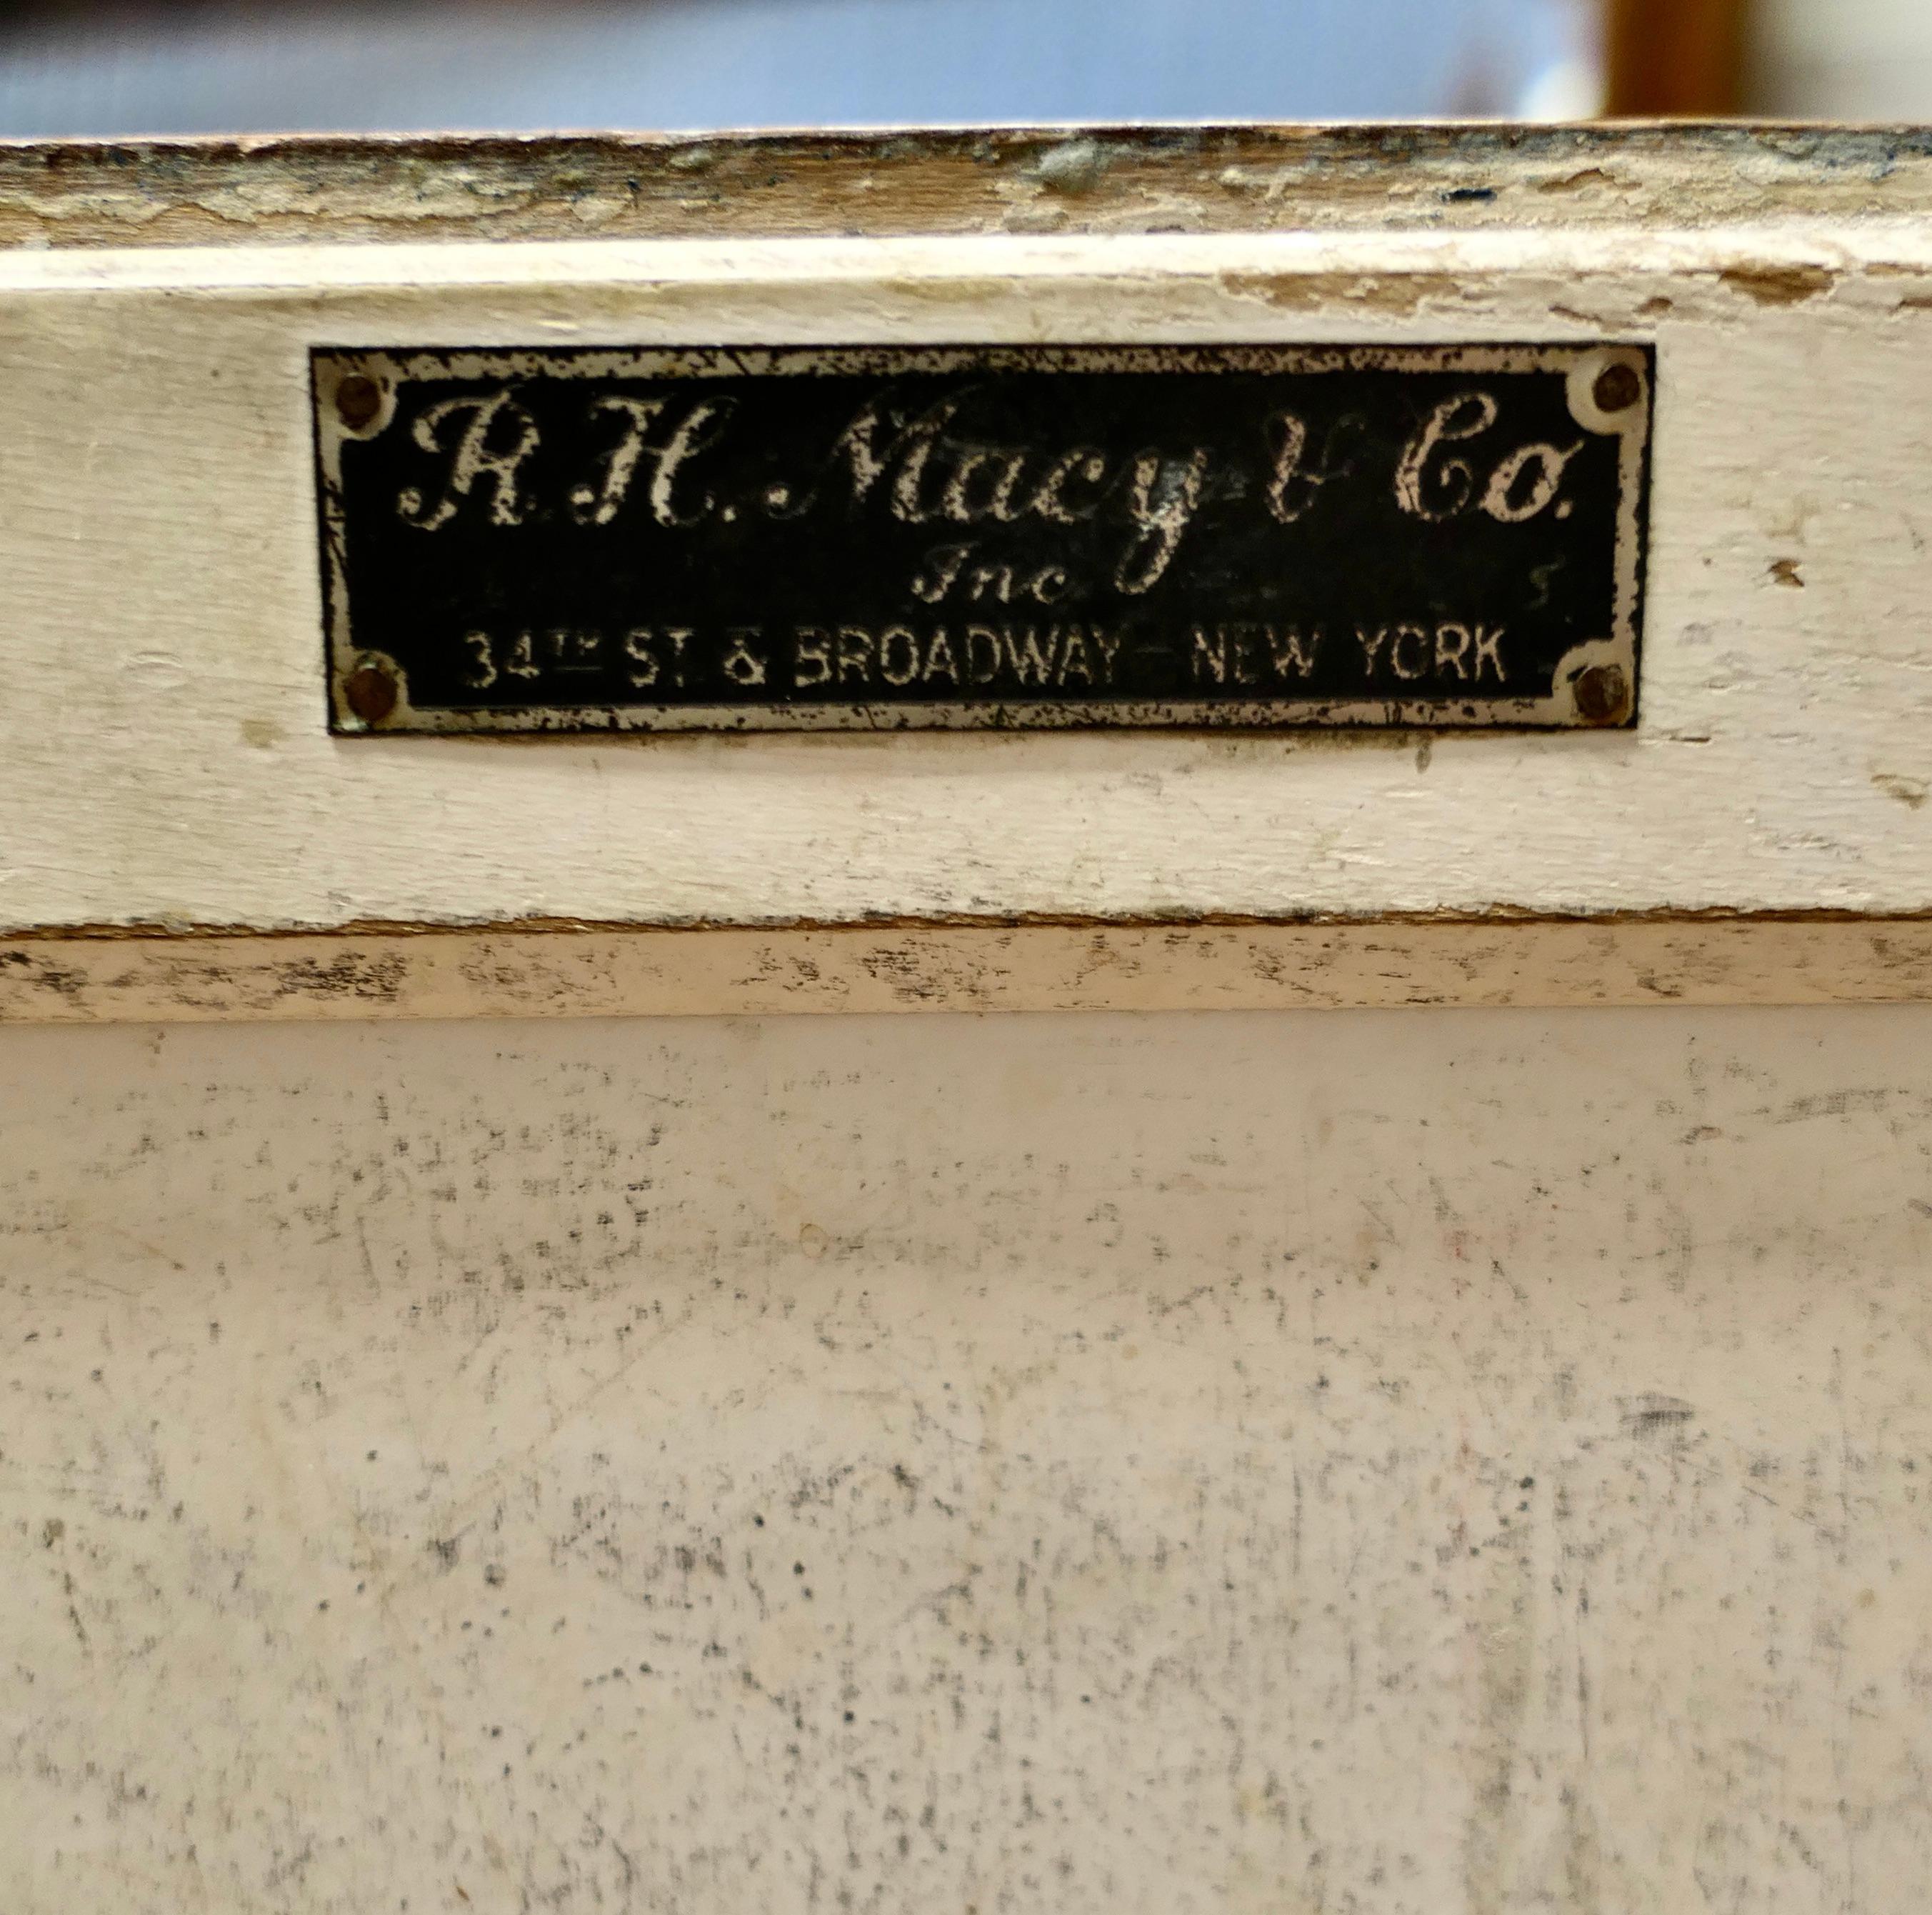 R. H. Macy & Co.
Inc
34TH ST. & BROADWAY - NEW YORK